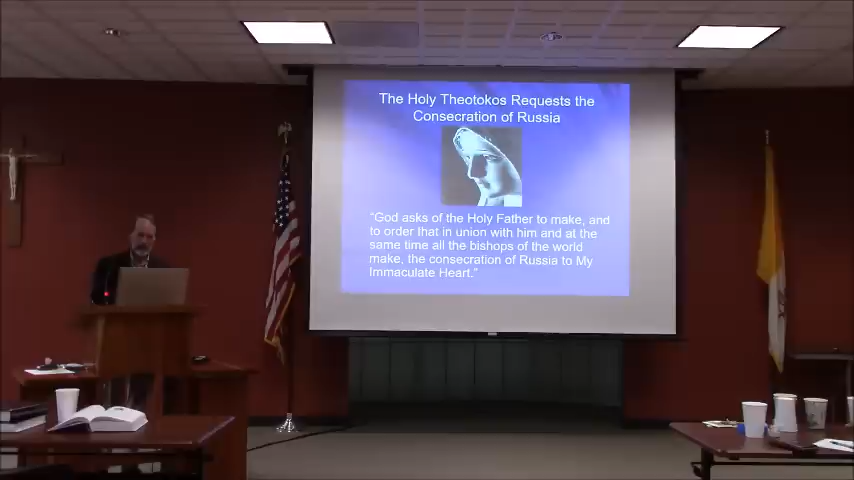 The Holy Theotokos Requests the
Consecration of Russia
"God asks of the Holy Father to make, and
to order that in union with him and at the
same time all the bishops of the world
make, the consecration of Russia to My
Immaculate Heart."